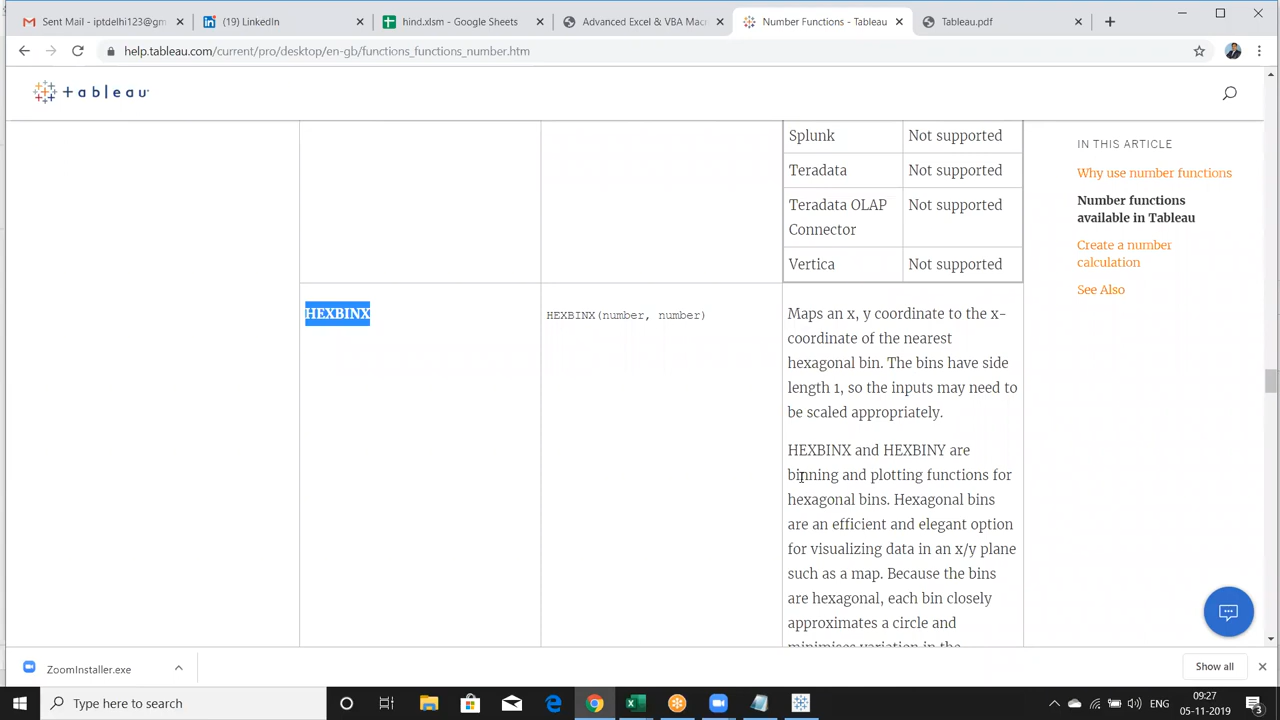 Sent Mail - iptdelhi123@gm
(19) LinkedIn
hind.xlsm - Google Sheets
Advanced Excel & VBA Mac
Number Functions - Tableau
Tableau.pdf
help.tableau.com/current/pro/desktop/en-gb/functions_functions_number.htm
+ableau
Splunk Not supported
Teradata Not supported
Teradata OLAP Not supported
Connector
Vertica Not supported
IN THIS ARTICLE
Why use number functions
Number functions
available in Tableau
Create a number
calculation
See Also
HEXBINX
HEXBINX(number, number)
Maps an x, y coordinate to the x-
coordinate of the nearest
hexagonal bin. The bins have side
length 1, so the inputs may need to
be scaled appropriately.
HEXBINX and HEXBINY are
binning and plotting functions for
hexagonal bins. Hexagonal bins
are an efficient and elegant option
for visualizing data in an x/y plane
such as a map. Because the bins
are hexagonal, each bin closely
approximates a circle and
minimises variation in the
ZoomInstaller.exe
Show all
Type here to search
ENG
09:27
05-11-2019
3